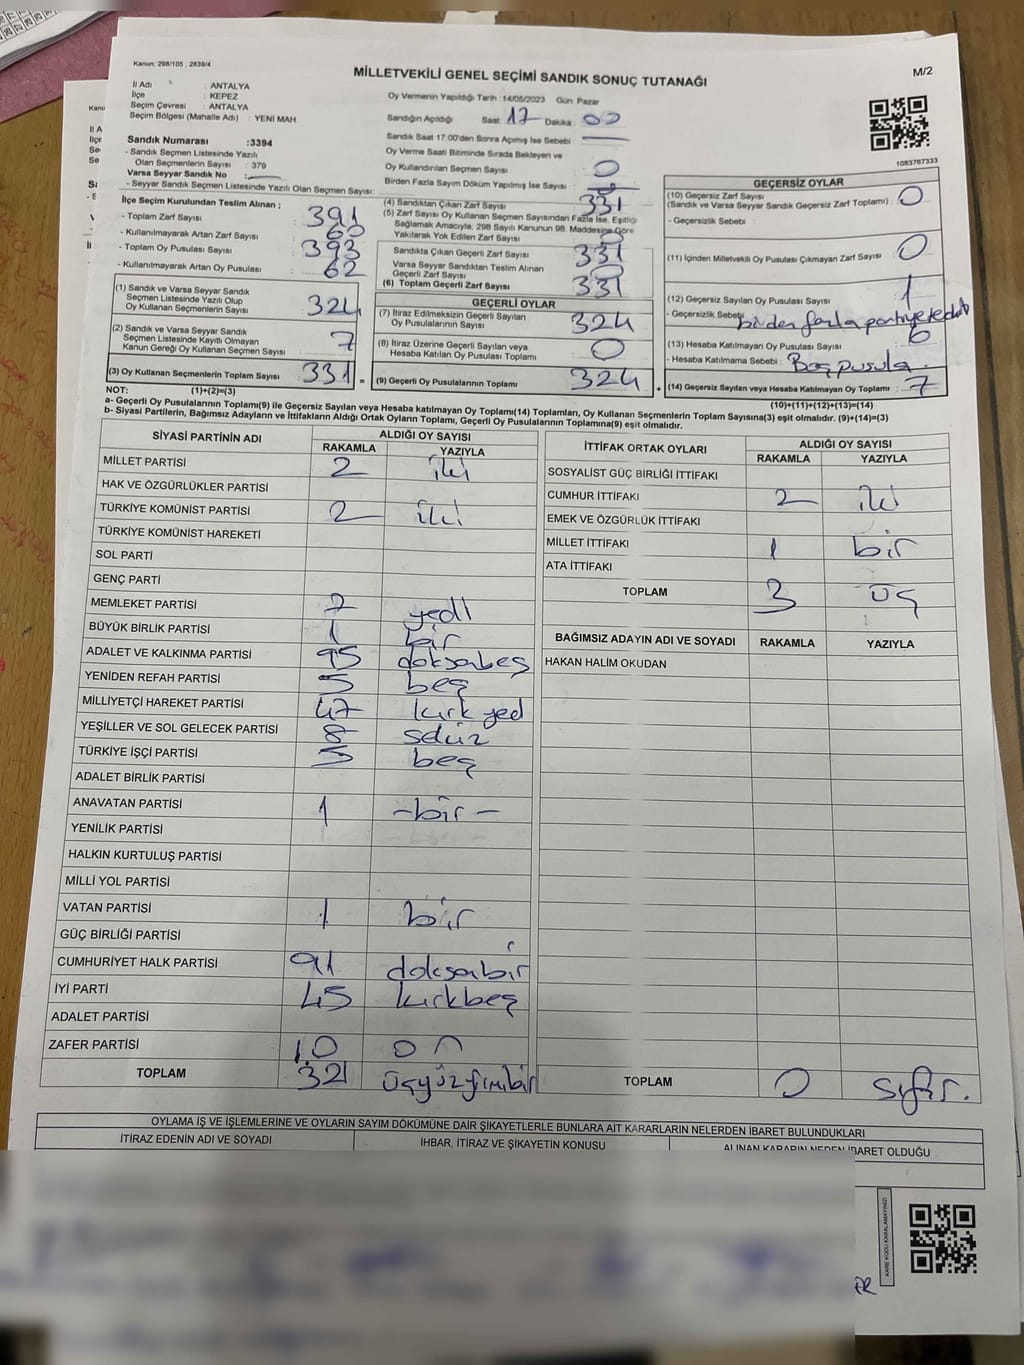 Kanun; 298/105 , 2839/4
MİLLETVEKİLİ GENEL SEÇİMİ SANDIK SONUÇ TUTANAĞI
M/2
İl Adı : ANTALYA
İlçe : KEPEZ
Seçim Çevresi : ANTALYA
Seçim Bölgesi (Mahalle Adı) : YENİ MAH
Oy Vermenin Yapıldığı Tarih :14/05/2023 Gün: Pazar
Sandığın Açıldığı Saat: 17 Dakika : 00
Sandık Saat 17:00'den Sonra Açılmış İse Sebebi :
Oy Verme Saati Bitiminde Sırada Bekleyen ve
Oy Kullandırılan Seçmen Sayısı 0
Birden Fazla Sayım Döküm Yapılmış İse Sayısı :
1083767333
Sandık Numarası :3394
- Sandık Seçmen Listesinde Yazılı
Olan Seçmenlerin Sayısı : 379
Varsa Seyyar Sandık No :
- Seyyar Sandık Seçmen Listesinde Yazılı Olan Seçmen Sayısı:
İlçe Seçim Kurulundan Teslim Alınan ;
- Toplam Zarf Sayısı 391
- Kullanılmayarak Artan Zarf Sayısı 60
- Toplam Oy Pusulası Sayısı 393
- Kullanılmayarak Artan Oy Pusulası 62
(1) Sandık ve Varsa Seyyar Sandık
Seçmen Listesinde Yazılı Olup
Oy Kullanan Seçmenlerin Sayısı 324
(2) Sandık ve Varsa Seyyar Sandık
Seçmen Listesinde Kayıtlı Olmayan
Kanun Gereği Oy Kullanan Seçmen Sayısı 7
(3) Oy Kullanan Seçmenlerin Toplam Sayısı 331 =
(4) Sandıktan Çıkan Zarf Sayısı 331
(5) Zarf Sayısı Oy Kullanan Seçmen Sayısından Fazla İse, Eşitliği
Sağlamak Amacıyla; 298 Sayılı Kanunun 98. Maddesine Göre
Yakılarak Yok Edilen Zarf Sayısı 0
Sandıkta Çıkan Geçerli Zarf Sayısı 331
Varsa Seyyar Sandıktan Teslim Alınan
Geçerli Zarf Sayısı 0
(6) Toplam Geçerli Zarf Sayısı 331
GEÇERLİ OYLAR
(7) İtiraz Edilmeksizin Geçerli Sayılan
Oy Pusulalarının Sayısı 324
(8) İtiraz Üzerine Geçerli Sayılan veya
Hesaba Katılan Oy Pusulası Toplamı 0
(9) Geçerli Oy Pusulalarının Toplamı 324 +
GEÇERSİZ OYLAR
(10) Geçersiz Zarf Sayısı
(Sandık ve Varsa Seyyar Sandık Geçersiz Zarf Toplamı) : 0
- Geçersizlik Sebebi
(11) İçinden Milletvekili Oy Pusulası Çıkmayan Zarf Sayısı 0
(12) Geçersiz Sayılan Oy Pusulası Sayısı 1
- Geçersizlik Sebebi birden fazla partiye
(13) Hesaba Katılmayan Oy Pusulası Sayısı 6
- Hesaba Katılmama Sebebi : Boş pusula
(14) Geçersiz Sayılan veya Hesaba Katılmayan Oy Toplamı : 7
NOT: (1)+(2)=(3)
(10)+(11)+(12)+(13)=(14)
a- Geçerli Oy Pusulalarının Toplamı(9) ile Geçersiz Sayılan veya Hesaba katılmayan Oy Toplamı(14) Toplamları, Oy Kullanan Seçmenlerin Toplam Sayısına(3) eşit olmalıdır. (9)+(14)=(3)
b- Siyasi Partilerin, Bağımsız Adayların ve İttifakların Aldığı Ortak Oyların Toplamı, Geçerli Oy Pusulalarının Toplamına(9) eşit olmalıdır.
SİYASİ PARTİNİN ADI ALDIĞI OY SAYISI
RAKAMLA YAZIYLA
MİLLET PARTİSİ 2 iki
HAK VE ÖZGÜRLÜKLER PARTİSİ
TÜRKİYE KOMÜNİST PARTİSİ 2 iki
TÜRKİYE KOMÜNİST HAREKETİ
SOL PARTİ
GENÇ PARTİ
MEMLEKET PARTİSİ 7 yedi
BÜYÜK BİRLİK PARTİSİ 1 bir
ADALET VE KALKINMA PARTİSİ 95 doksanbeş
YENİDEN REFAH PARTİSİ 5 beş
MİLLİYETÇİ HAREKET PARTİSİ 47 kırk yed
YEŞİLLER VE SOL GELECEK PARTİSİ 8 sekiz
TÜRKİYE İŞÇİ PARTİSİ 5 beş
ADALET BİRLİK PARTİSİ
ANAVATAN PARTİSİ 1 -bir-
YENİLİK PARTİSİ
HALKIN KURTULUŞ PARTİSİ
MİLLİ YOL PARTİSİ
VATAN PARTİSİ 1 bir
GÜÇ BİRLİĞİ PARTİSİ
CUMHURİYET HALK PARTİSİ 91 doksanbir
İYİ PARTİ 45 kırkbeş
ADALET PARTİSİ
ZAFER PARTİSİ 10 on
TOPLAM 321 üçyüzyirmibir
İTTİFAK ORTAK OYLARI ALDIĞI OY SAYISI
RAKAMLA YAZIYLA
SOSYALİST GÜÇ BİRLİĞİ İTTİFAKI
CUMHUR İTTİFAKI 2 iki
EMEK VE ÖZGÜRLÜK İTTİFAKI
MİLLET İTTİFAKI 1 bir
ATA İTTİFAKI
TOPLAM 3 üç
BAĞIMSIZ ADAYIN ADI VE SOYADI RAKAMLA YAZIYLA
HAKAN HALİM OKUDAN
TOPLAM 0 sıfır.
OYLAMA İŞ VE İŞLEMLERİNE VE OYLARIN SAYIM DÖKÜMÜNE DAİR ŞİKAYETLERLE BUNLARA AİT KARARLARIN NELERDEN İBARET BULUNDUKLARI
İTİRAZ EDENİN ADI VE SOYADI İHBAR, İTİRAZ VE ŞİKAYETİN KONUSU ALINAN KARARIN NEDEN İBARET OLDUĞU
KARE KODU KARALAMAYINIZ!